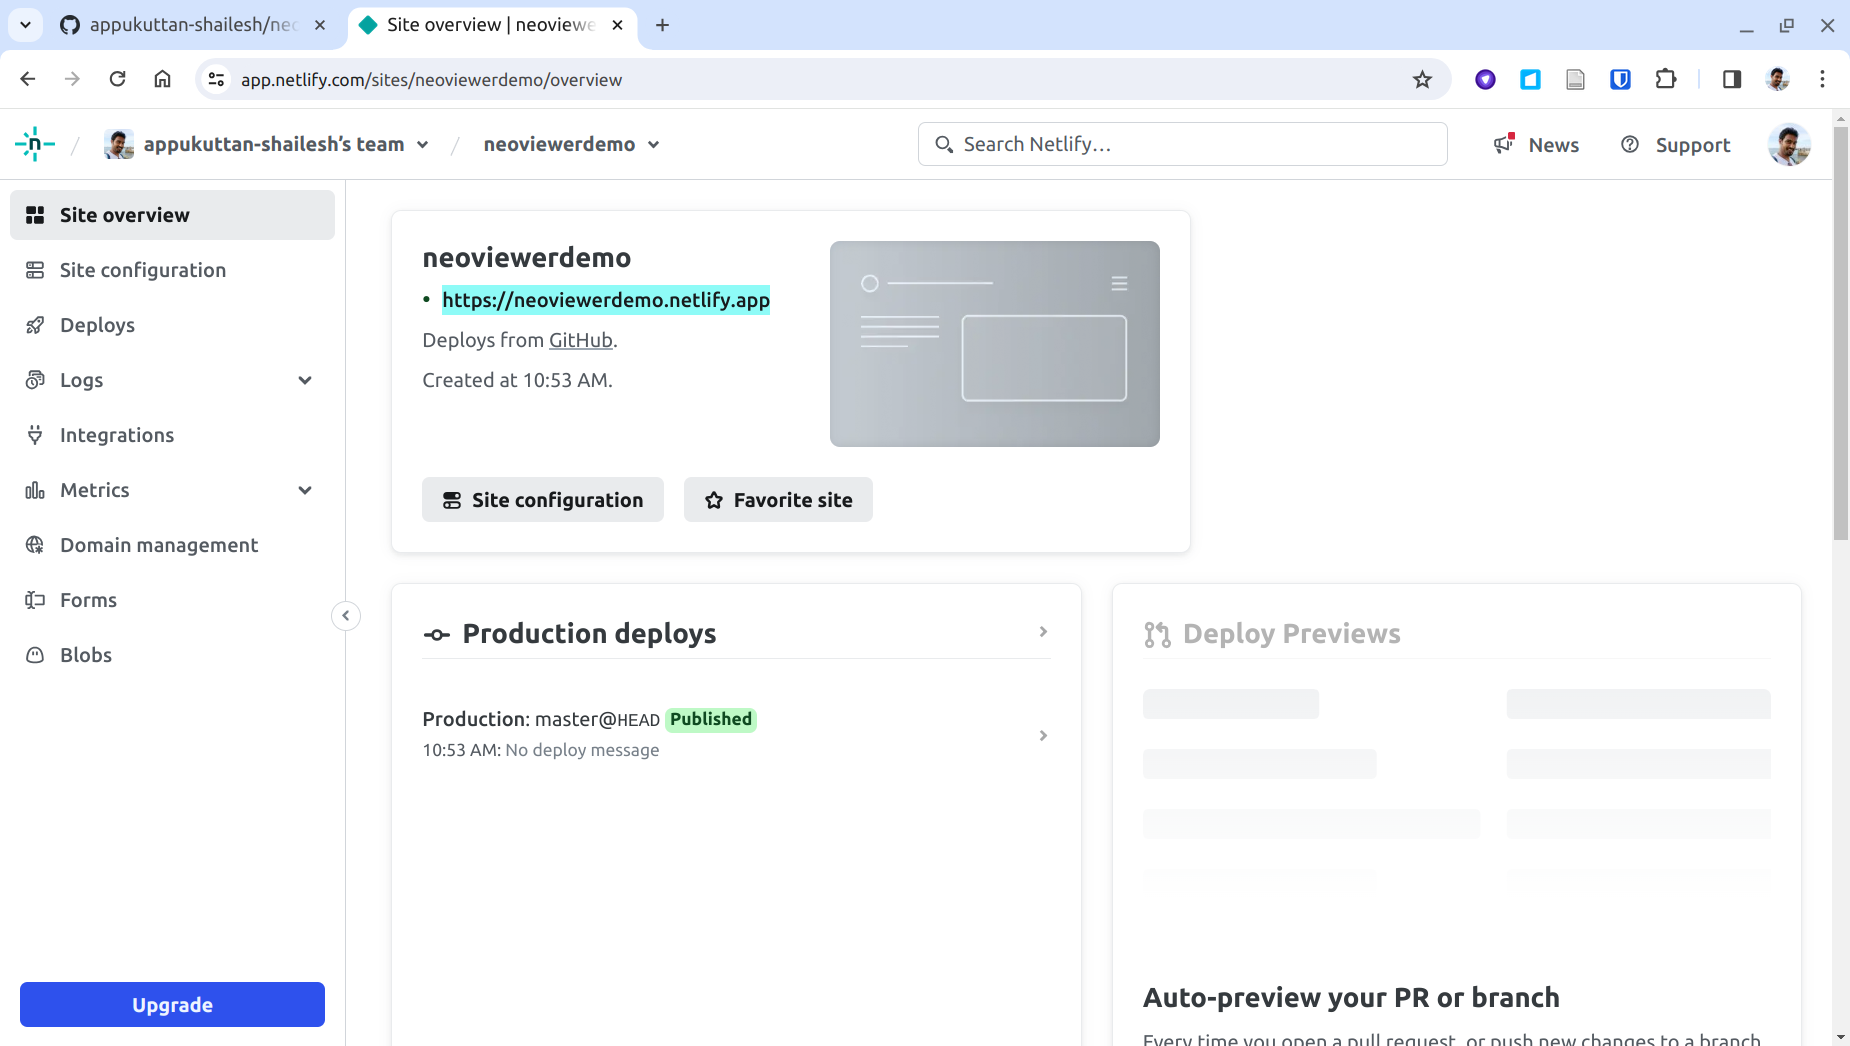 appukuttan-shailesh/neo
Site overview | neoviewe
app.netlify.com/sites/neoviewerdemo/overview
n / appukuttan-shailesh's team / neoviewerdemo
Search Netlify...
News
Support
Site overview
Site configuration
Deploys
Logs
Integrations
Metrics
Domain management
Forms
Blobs
Upgrade
neoviewerdemo
• https://neoviewerdemo.netlify.app
Deploys from GitHub.
Created at 10:53 AM.
Site configuration
Favorite site
Production deploys
Production: master@HEAD Published
10:53 AM: No deploy message
Deploy Previews
Auto-preview your PR or branch
Every time you open a pull request, or push new changes to a branch,